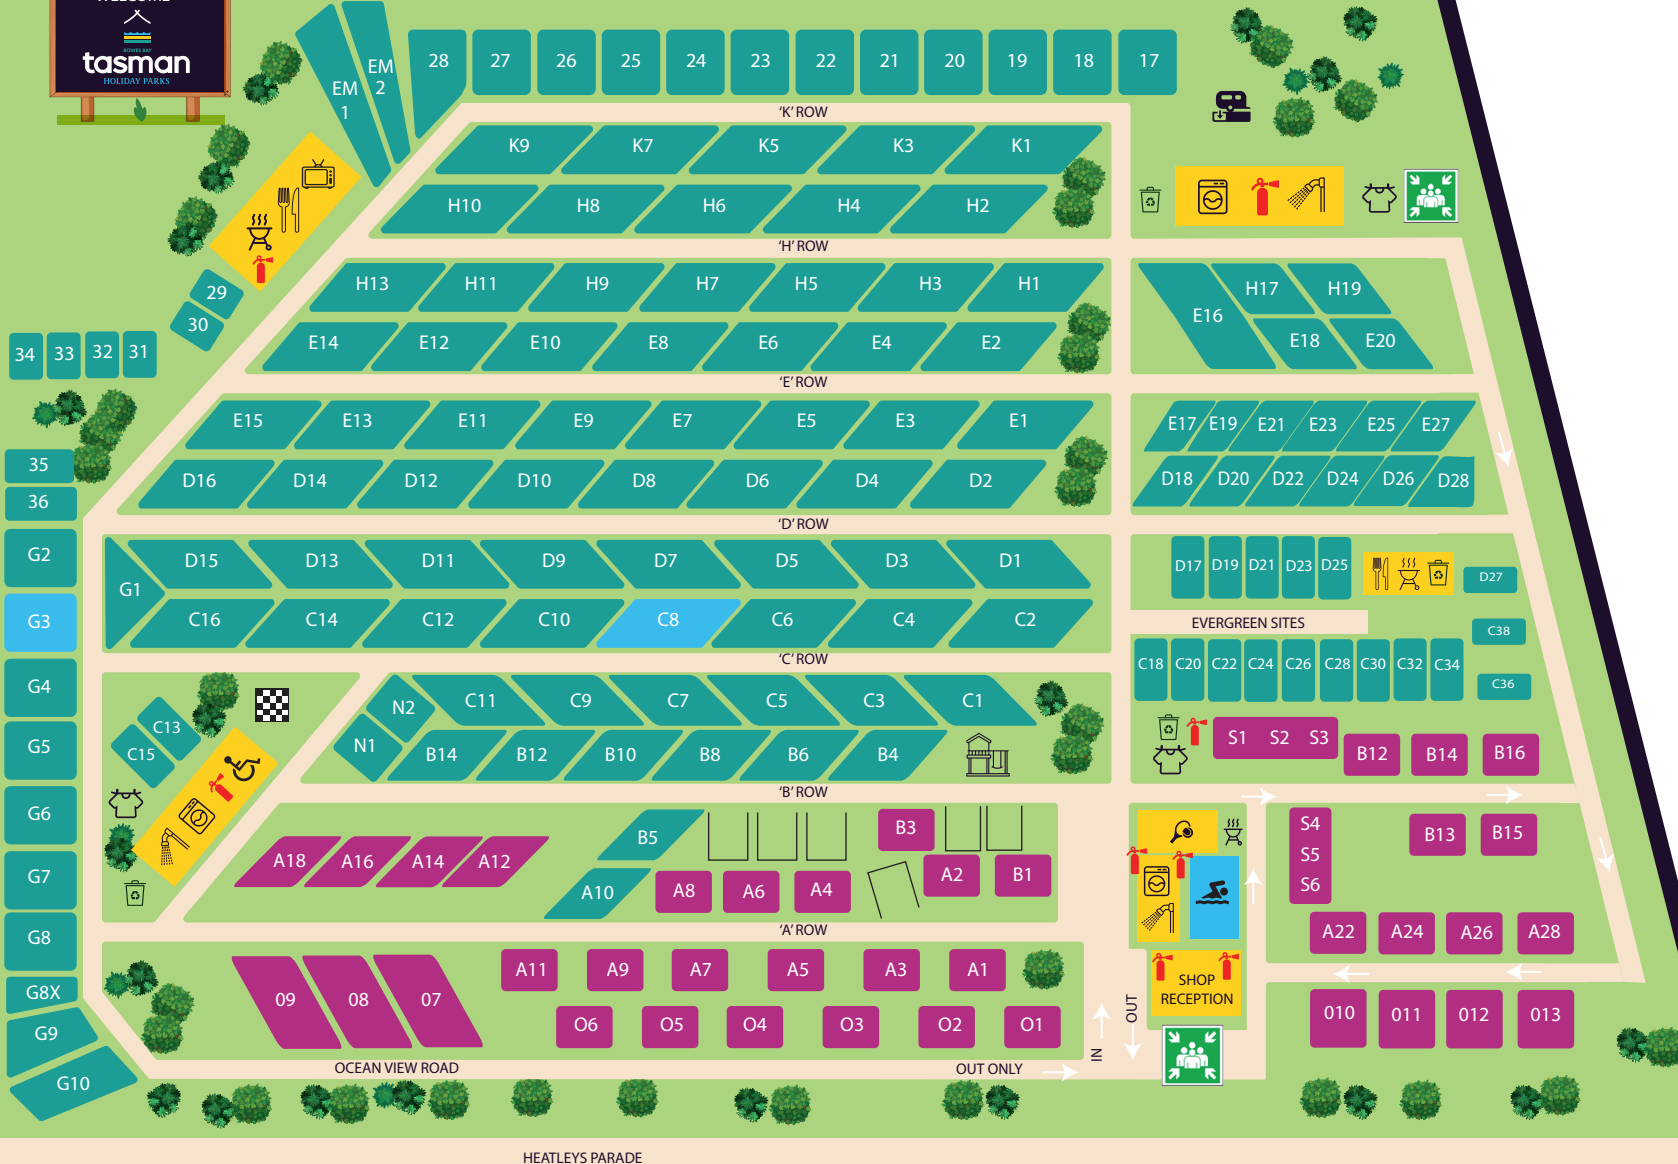 ROWES BAY
tasman
HOLIDAY PARKS
EM
1
EM
2
28
27
26
25
24
23
22
21
20
19
18
17
'K' ROW
K9
K7
K5
K3
K1
H10
H8
H6
H4
H2
'H' ROW
H13
H11
H9
H7
H5
H3
H1
H17
H19
E16
29
30
E14
E12
E10
E8
E6
E4
E2
E18
E20
34
33
32
31
'E' ROW
E15
E13
E11
E9
E7
E5
E3
E1
E17
E19
E21
E23
E25
E27
35
36
D16
D14
D12
D10
D8
D6
D4
D2
D18
D20
D22
D24
D26
D28
'D' ROW
G2
G1
D15
D13
D11
D9
D7
D5
D3
D1
D17
D19
D21
D23
D25
D27
G3
C16
C14
C12
C10
C8
C6
C4
C2
EVERGREEN SITES
C38
'C' ROW
C18
C20
C22
C24
C26
C28
C30
C32
C34
C36
G4
N2
C11
C9
C7
C5
C3
C1
C13
C15
G5
N1
B14
B12
B10
B8
B6
B4
S1
S2
S3
B12
B14
B16
'B' ROW
G6
B5
B3
S4
S5
S6
B13
B15
G7
A18
A16
A14
A12
A10
A8
A6
A4
A2
B1
G8
'A' ROW
A22
A24
A26
A28
A11
A9
A7
A5
A3
A1
SHOP
RECEPTION
G8X
09
08
07
O6
O5
O4
O3
O2
O1
IN
OUT
010
011
012
013
G9
G10
OCEAN VIEW ROAD
OUT ONLY
HEATLEYS PARADE